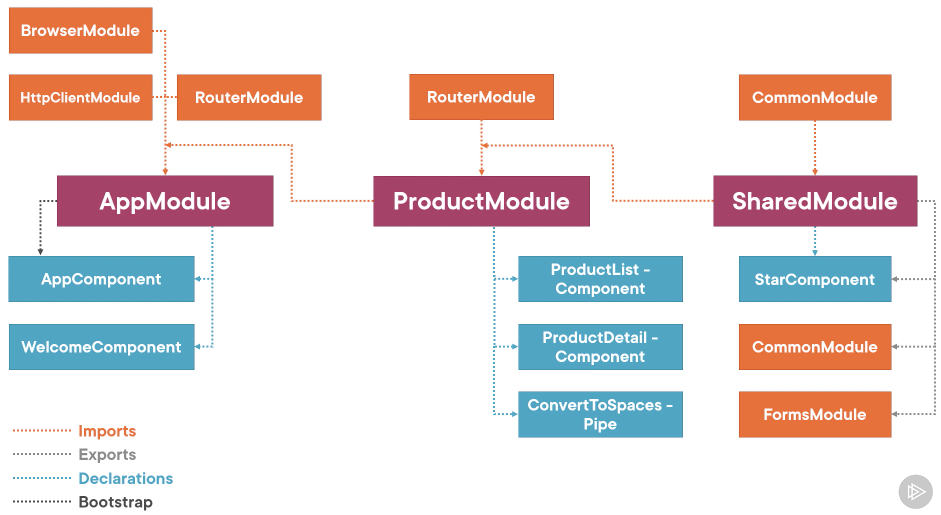 BrowserModule
HttpClientModule
RouterModule
RouterModule
CommonModule
AppModule
ProductModule
SharedModule
AppComponent
ProductList -
Component
StarComponent
WelcomeComponent
ProductDetail -
Component
CommonModule
ConvertToSpaces -
Pipe
FormsModule
Imports
Exports
Declarations
Bootstrap